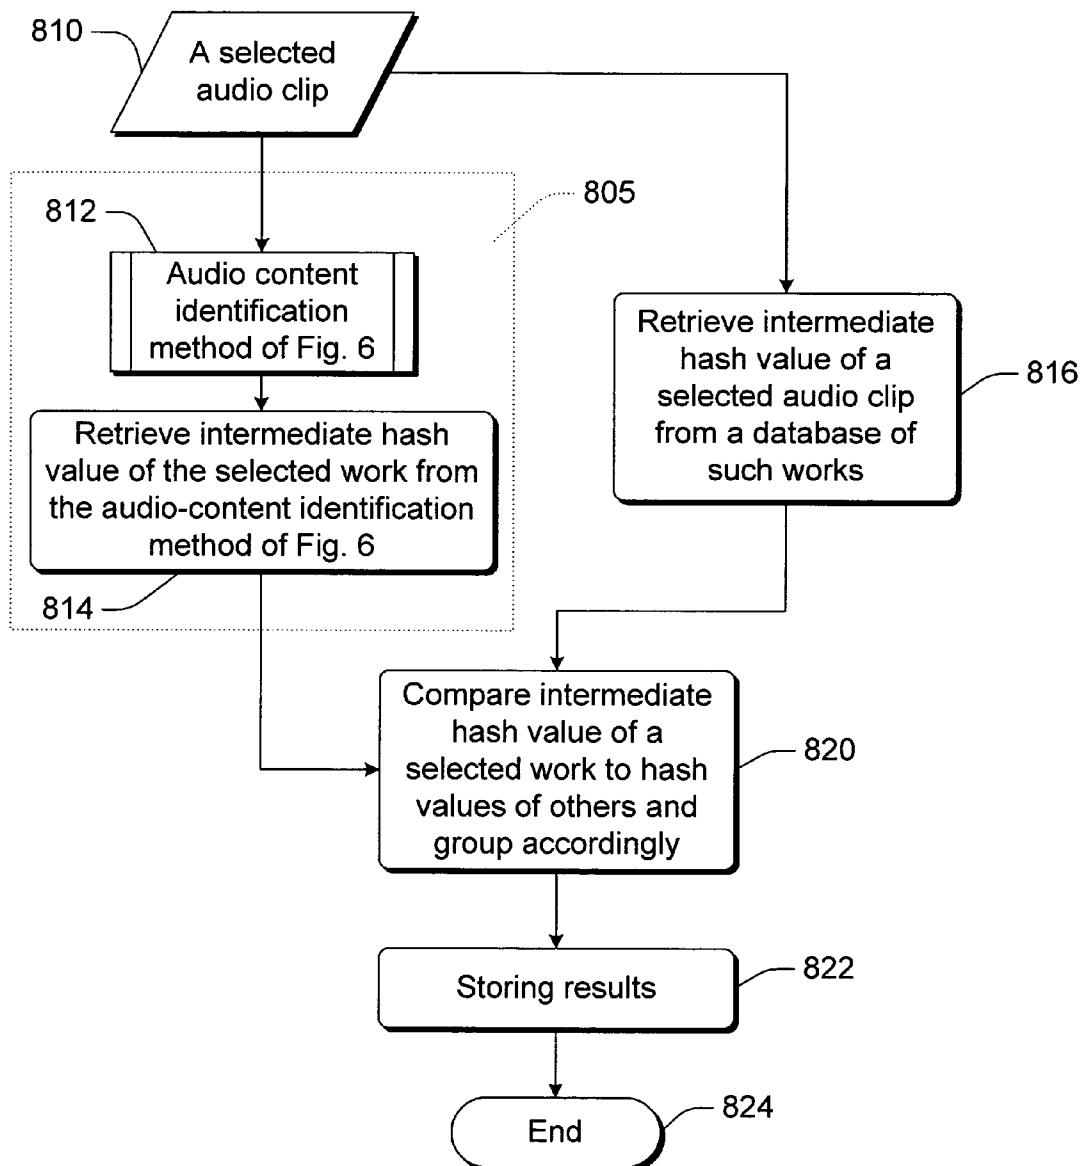 810
A selected
audio clip
805
812
Audio content
identification
method of Fig. 6
Retrieve intermediate
hash value of a
selected audio clip
from a database of
such works
816
Retrieve intermediate hash
value of the selected work from
the audio-content identification
method of Fig. 6
814
Compare intermediate
hash value of a
selected work to hash
values of others and
group accordingly
820
Storing results
822
End
824